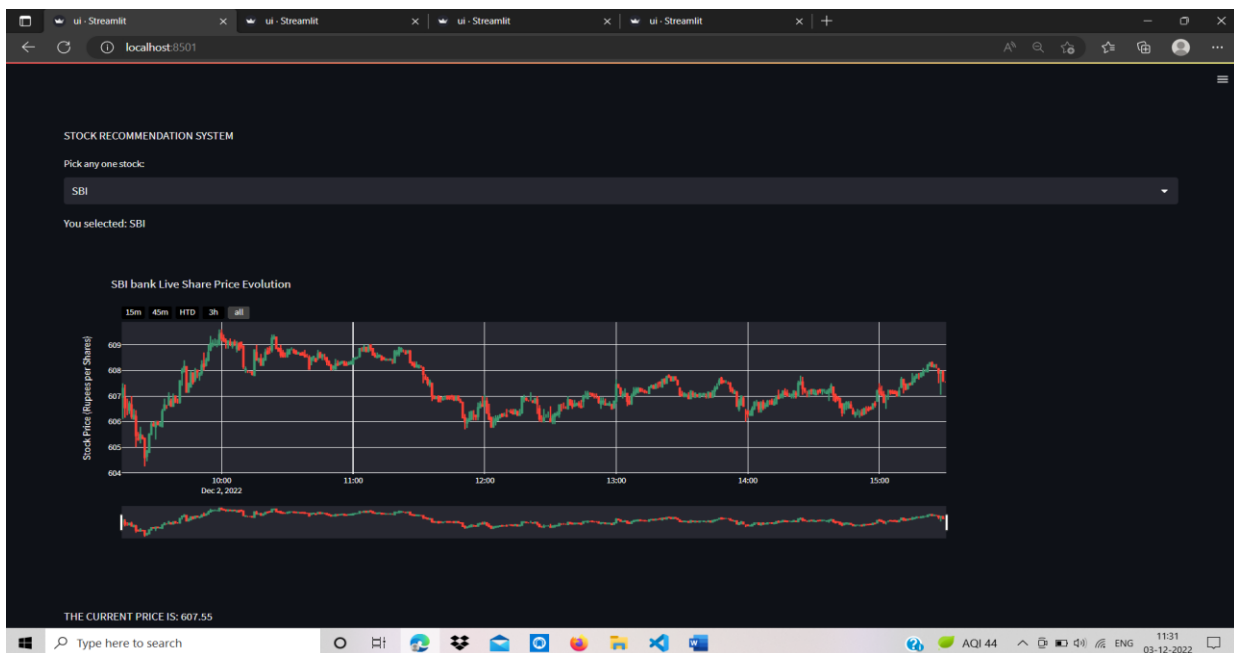 ui · Streamlit ui · Streamlit ui · Streamlit ui · Streamlit
localhost:8501
STOCK RECOMMENDATION SYSTEM
Pick any one stock:
SBI
You selected: SBI
SBI bank Live Share Price Evolution
15m 45m HTD 3h all
Stock Price (Rupees per Shares)
609
608
607
606
605
604
10:00 11:00 12:00 13:00 14:00 15:00
Dec 2, 2022
THE CURRENT PRICE IS: 607.55
Type here to search
AQI 44 ENG 11:31
03-12-2022